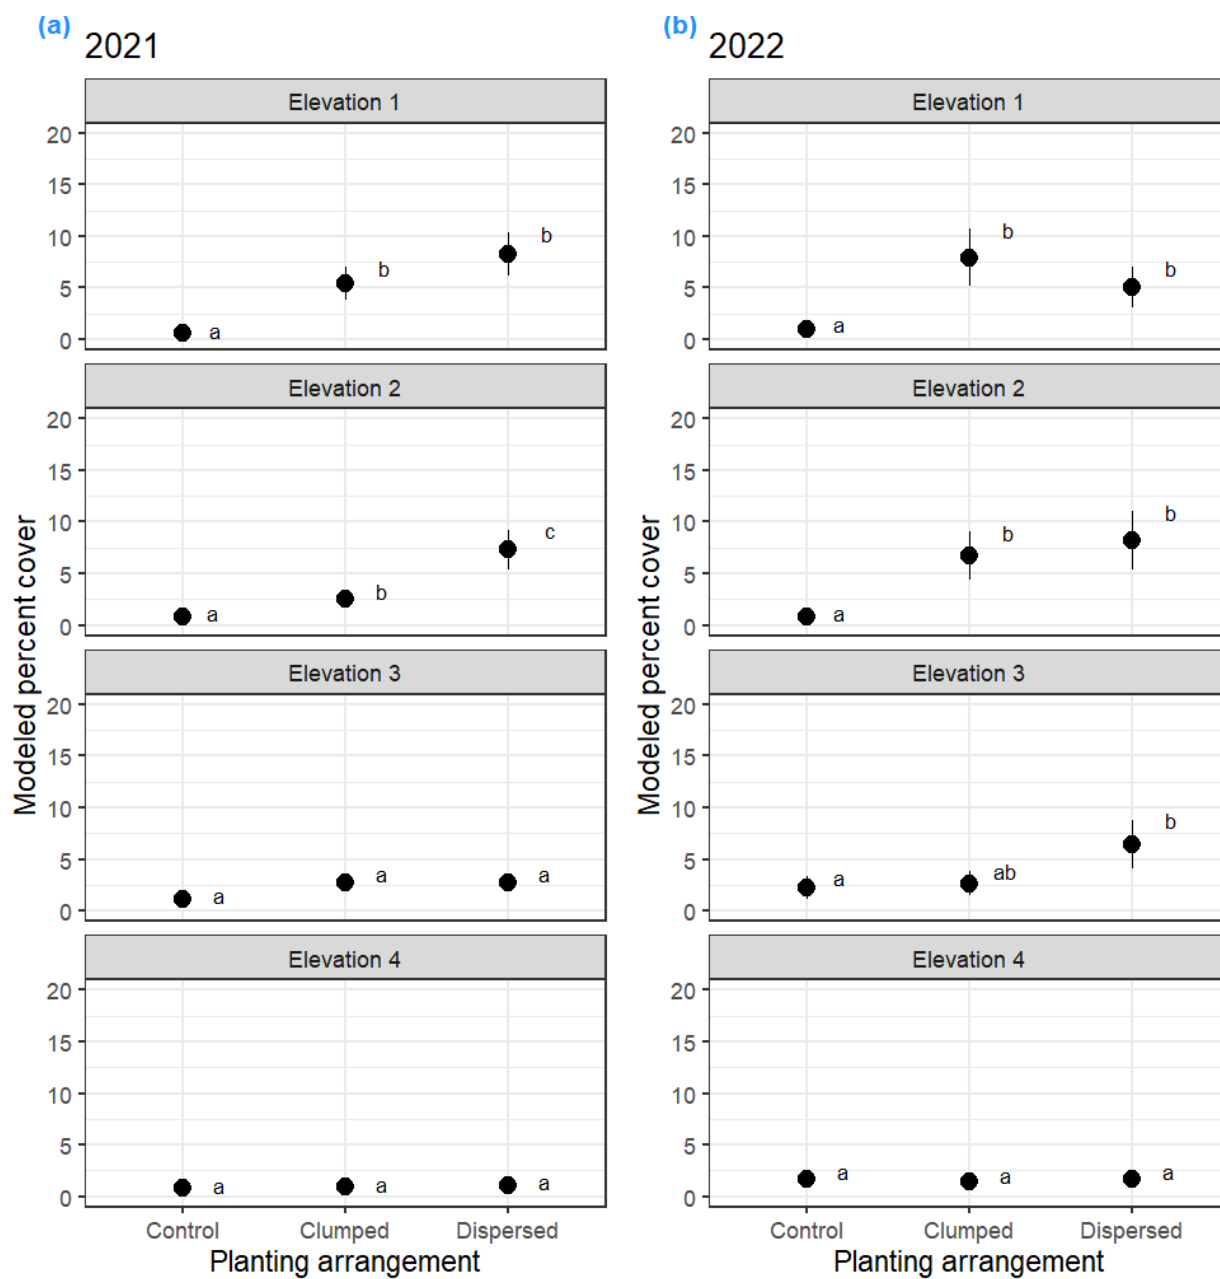 (a)
2021
Modeled percent cover
Elevation 1
20
15
10
5
0
a
b
b
Elevation 2
20
15
10
5
0
a
b
c
Elevation 3
20
15
10
5
0
a
a
a
Elevation 4
20
15
10
5
0
a
a
a
Control Clumped Dispersed
Planting arrangement
(b)
2022
Modeled percent cover
Elevation 1
20
15
10
5
0
a
b
b
Elevation 2
20
15
10
5
0
a
b
b
Elevation 3
20
15
10
5
0
a
ab
b
Elevation 4
20
15
10
5
0
a
a
a
Control Clumped Dispersed
Planting arrangement